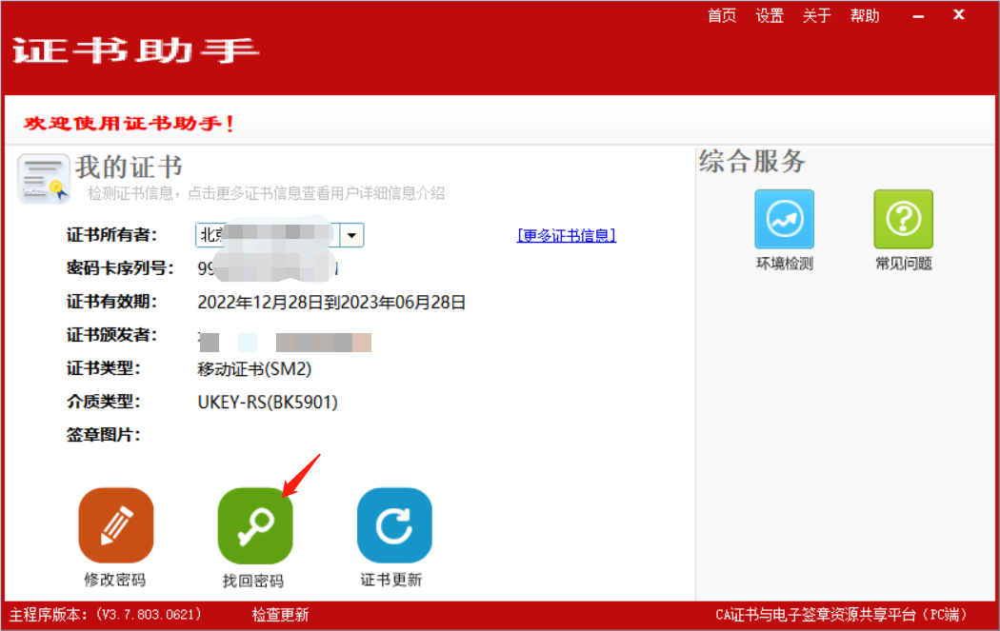 首页 设置 关于 帮助
证书助手
欢迎使用证书助手！
我的证书
检测证书信息，点击更多证书信息查看用户详细信息介绍
证书所有者： 北京
[更多证书信息]
密码卡序列号： 99
证书有效期： 2022年12月28日到2023年06月28日
证书颁发者：
证书类型： 移动证书(SM2)
介质类型： UKEY-RS(BK5901)
签章图片：
修改密码 找回密码 证书更新
综合服务
环境检测 常见问题
主程序版本：(V3.7.803.0621) 检查更新 CA证书与电子签章资源共享平台（PC端）